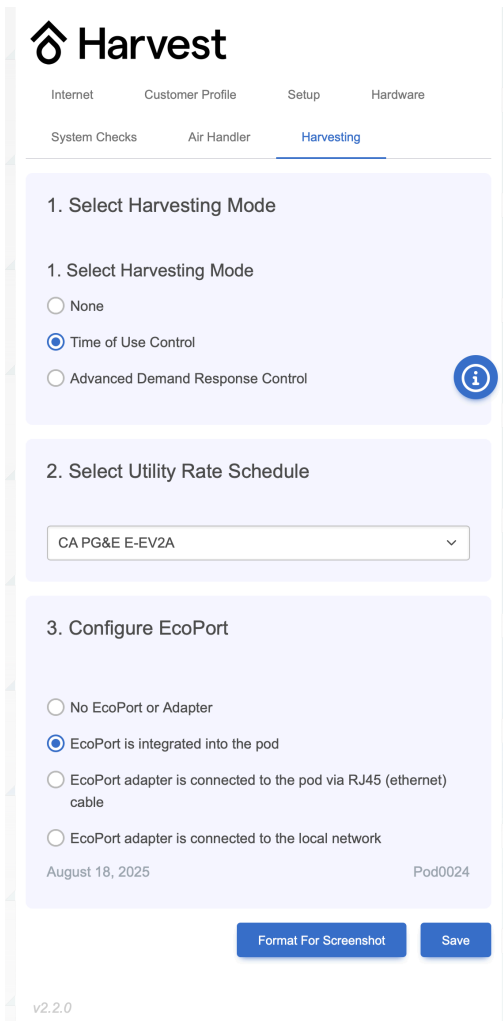 Harvest
Internet Customer Profile Setup Hardware
System Checks Air Handler Harvesting
1. Select Harvesting Mode
1. Select Harvesting Mode
None
Time of Use Control
Advanced Demand Response Control
2. Select Utility Rate Schedule
CA PG&E E-EV2A
3. Configure EcoPort
No EcoPort or Adapter
EcoPort is integrated into the pod
EcoPort adapter is connected to the pod via RJ45 (ethernet)
cable
EcoPort adapter is connected to the local network
August 18, 2025 Pod0024
Format For Screenshot Save
v2.2.0